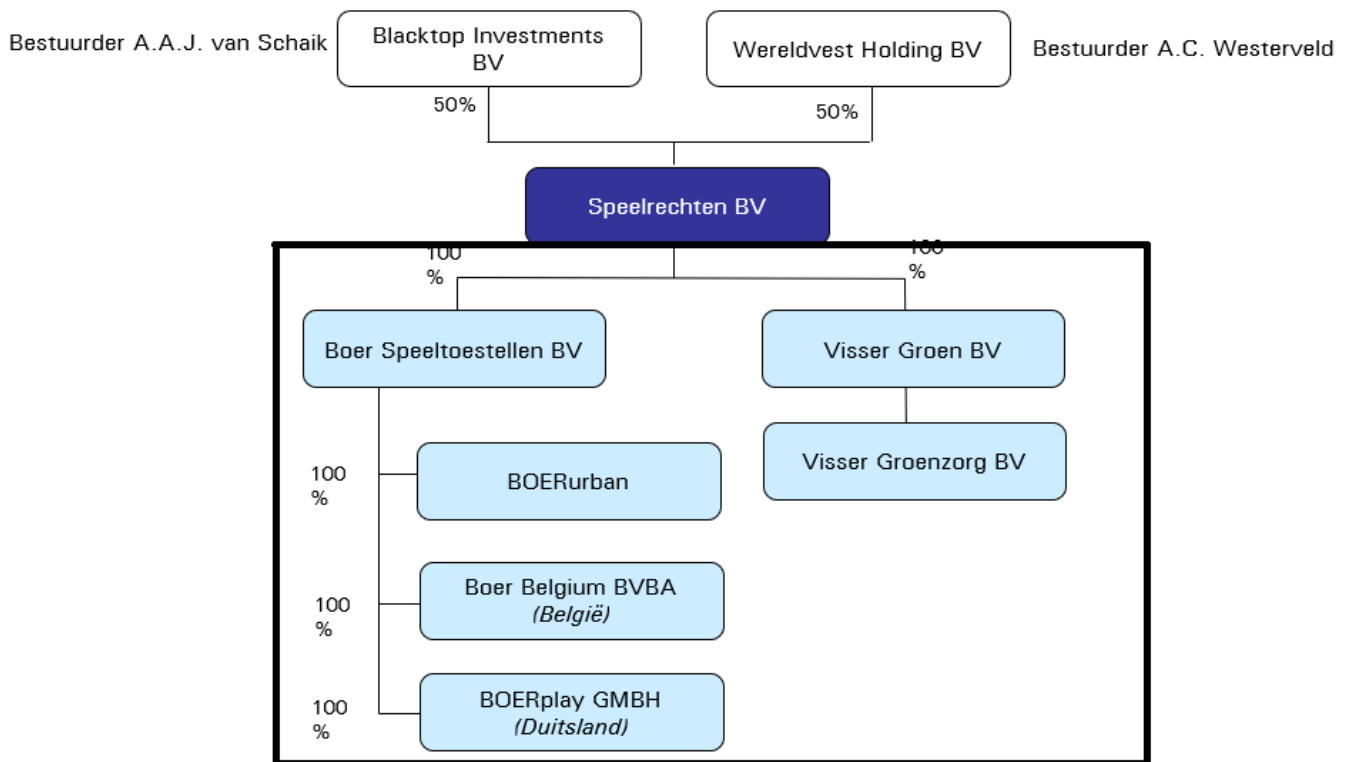 Bestuurder A.A.J. van Schaik
Blacktop Investments
BV
Wereldvest Holding BV
Bestuurder A.C. Westerveld
50%
50%
Speelrechten BV
100
%
100
%
Boer Speeltoestellen BV
Visser Groen BV
100
%
BOERurban
Visser Groenzorg BV
100
%
Boer Belgium BVBA
(België)
100
%
BOERplay GMBH
(Duitsland)